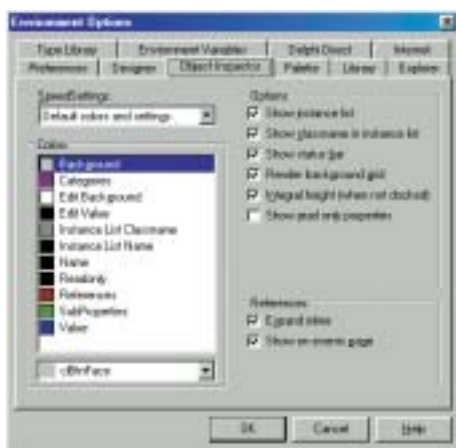 Environment Options
Type Library Environment Variables Delphi Direct Internet
Preferences Designer Object Inspector Palette Library Explorer
SpeedSettings:
Default colors and settings
Colors
Background
Categories
Edit Background
Edit Value
Instance List Classname
Instance List Name
Name
Readonly
References
SubProperties
Value
clBtnFace
Options
Show instance list
Show classname in instance list
Show status bar
Render background grid
Integral height (when not docked)
Show read only properties
References
Expand inline
Show on events page
OK Cancel Help